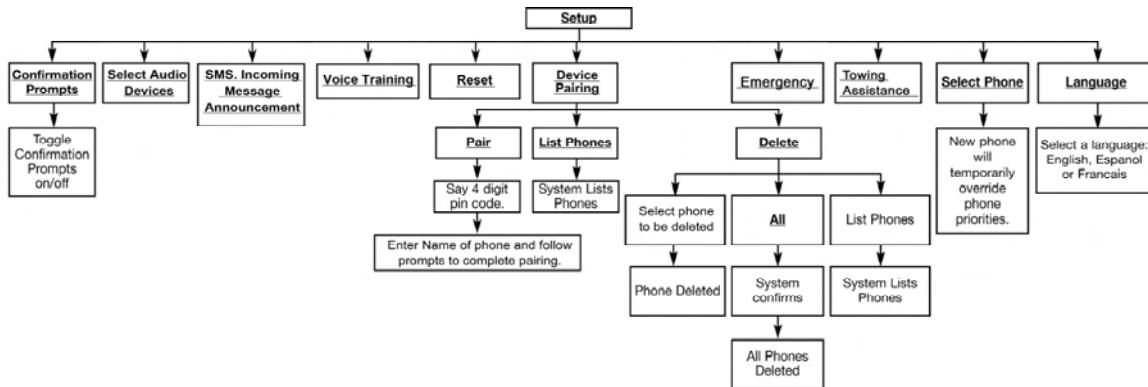 Setup
Confirmation
Prompts
Select Audio
Devices
SMS. Incoming
Message
Announcement
Voice Training
Reset
Device
Pairing
Emergency
Towing
Assistance
Select Phone
Language
Toggle
Confirmation
Prompts
on/off
Pair
List Phones
Delete
New phone
will
temporarily
override
phone
priorities.
Select a language:
English, Espanol
or Francais
Say 4 digit
pin code.
System Lists
Phones
Select phone
to be deleted
All
List Phones
Enter Name of phone and follow
prompts to complete pairing.
Phone Deleted
System
confirms
System Lists
Phones
All Phones
Deleted